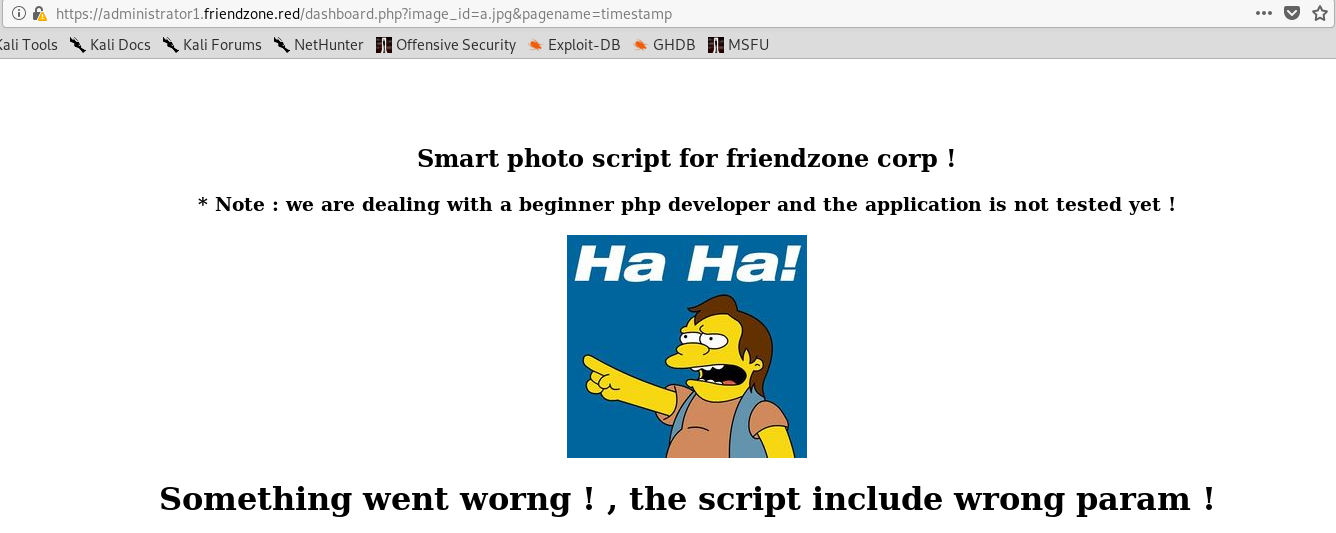 https://administrator1.friendzone.red/dashboard.php?image_id=a.jpg&pagename=timestamp
Kali Tools Kali Docs Kali Forums NetHunter Offensive Security Exploit-DB GHDB MSFU
Smart photo script for friendzone corp !
* Note : we are dealing with a beginner php developer and the application is not tested yet !
Ha Ha!
Something went worng ! , the script include wrong param !